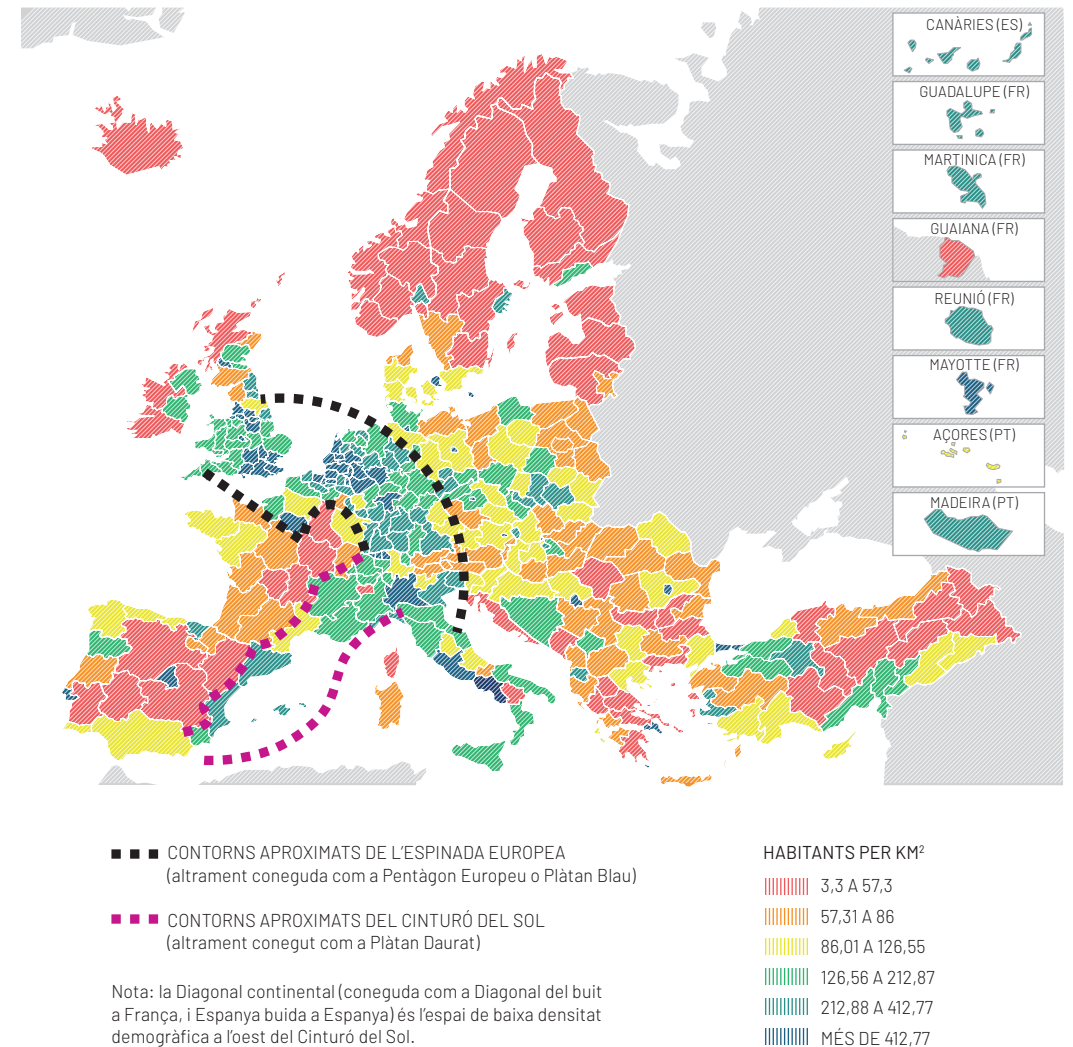 CANÀRIES (ES)
GUADALUPE (FR)
MARTINICA (FR)
GUAIANA (FR)
REUNIÓ (FR)
MAYOTTE (FR)
AÇORES (PT)
MADEIRA (PT)
CONTORNS APROXIMATS DE L'ESPINADA EUROPEA
(altrament coneguda com a Pentàgon Europeu o Plàtan Blau)
CONTORNS APROXIMATS DEL CINTURÓ DEL SOL
(altrament conegut com a Plàtan Daurat)
Nota: la Diagonal continental (coneguda com a Diagonal del buit
a França, i Espanya buida a Espanya) és l'espai de baixa densitat
demogràfica a l'oest del Cinturó del Sol.
HABITANTS PER KM²
3,3 A 57,3
57,31 A 86
86,01 A 126,55
126,56 A 212,87
212,88 A 412,77
MÉS DE 412,77